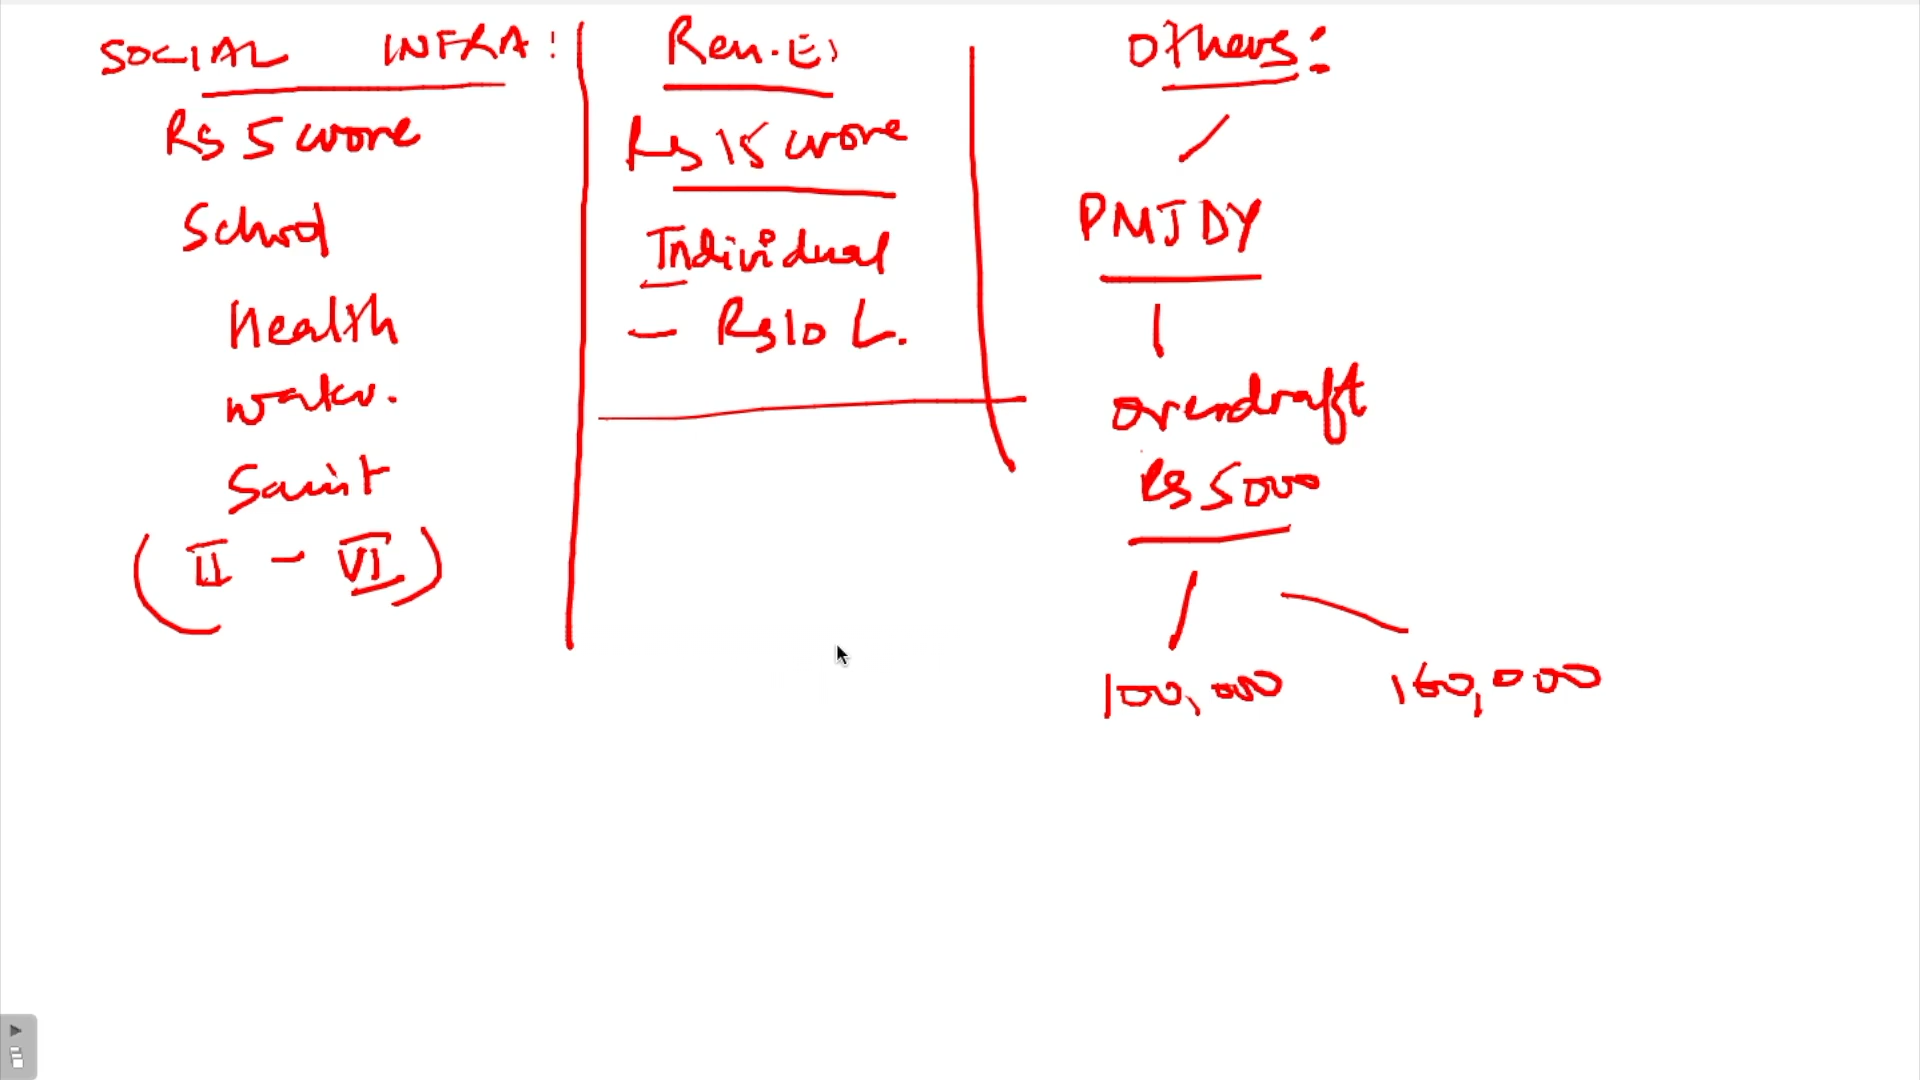 SOCIAL INFRA:
Rs 5 crore
School
Health
water.
Sanit
(II - VI)
Ren. E:
Rs 15 crore
Individual
- Rs 10 L.
Others:
PMJDY
overdraft
Rs 5000
100,000 160,000